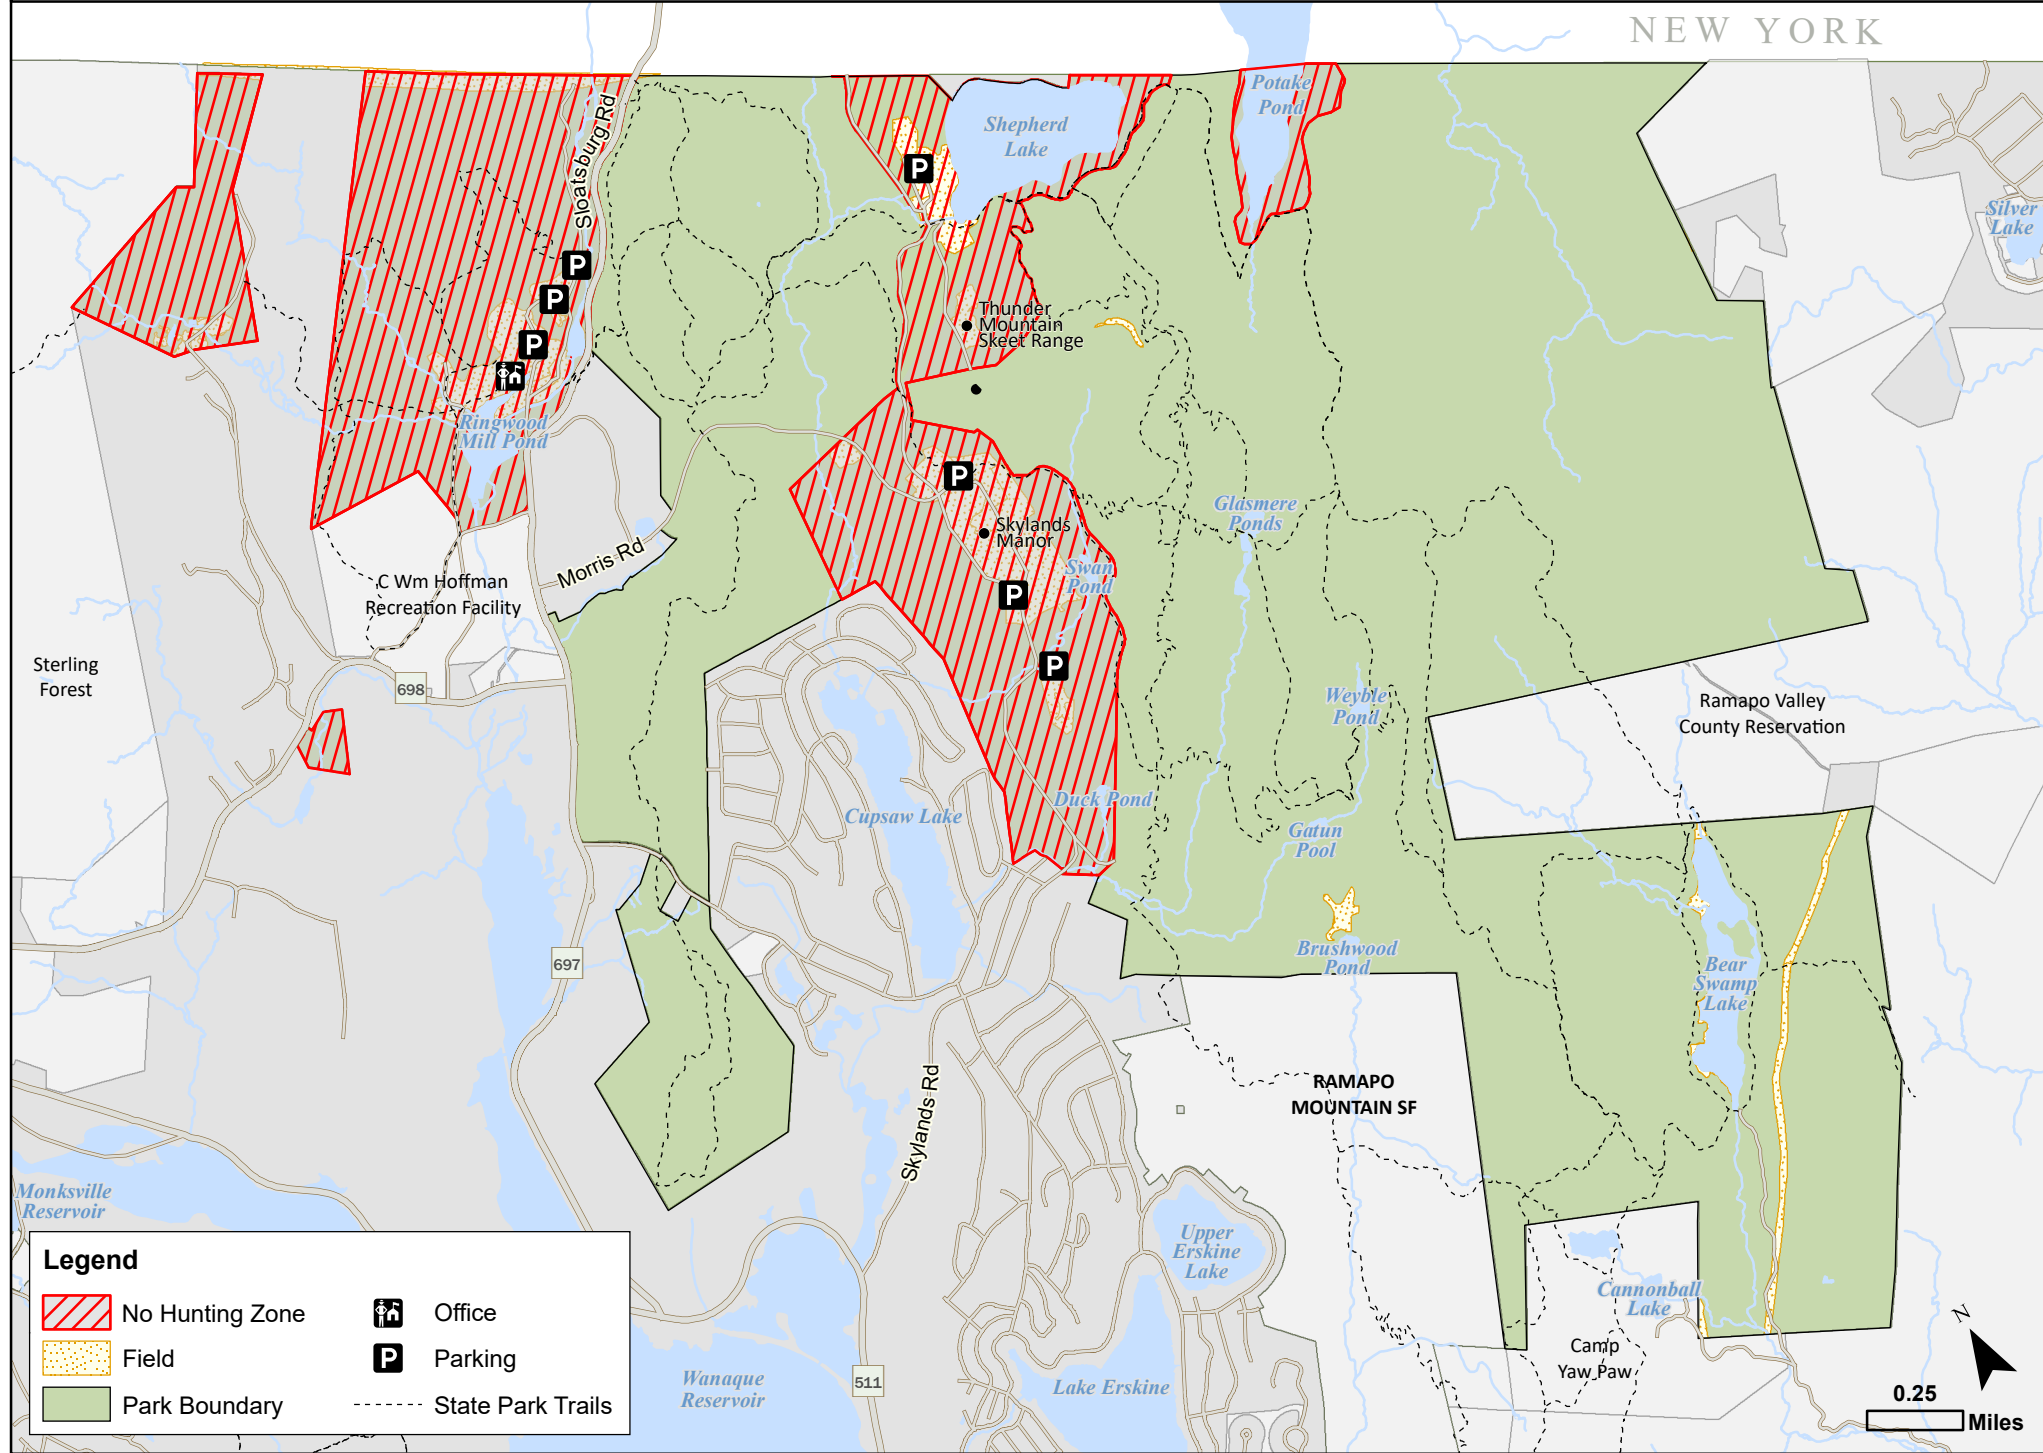 NEW YORK
Potake
Pond
Shepherd
Lake
Sloatsburg Rd
P
P
P
P
Silver
Lake
Thunder
Mountain
Skeet Range
Ringwood
Mill Pond
P
Skylands
Manor
Glasmere
Ponds
Morris Rd
C Wm Hoffman
Recreation Facility
Swan
Pond
P
P
Sterling
Forest
698
Weyble
Pond
Ramapo Valley
County Reservation
Duck Pond
Cupsaw Lake
Gatun
Pool
Brushwood
Pond
697
Bear
Swamp
Lake
RAMAPO
MOUNTAIN SF
Skylands Rd
Monksville
Reservoir
Upper
Erskine
Lake
Cannonball
Lake
Camp
Yaw Paw
Wanaque
Reservoir
511
Lake Erskine
N
0.25
Miles
Legend
No Hunting Zone
Office
Field
P
Parking
Park Boundary
State Park Trails